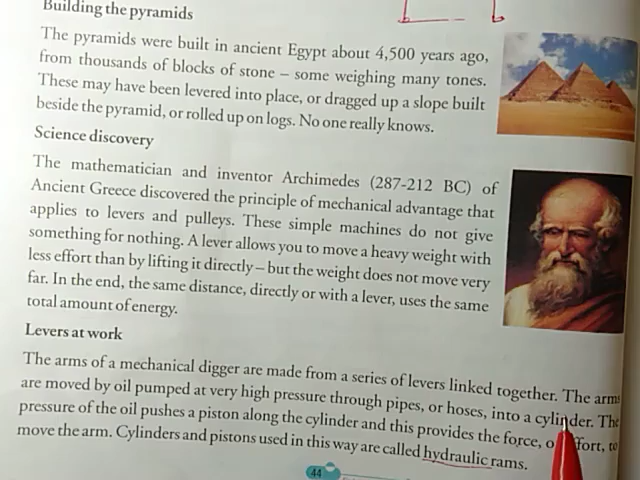 Building the pyramids
The pyramids were built in ancient Egypt about 4,500 years ago,
from thousands of blocks of stone – some weighing many tones.
These may have been levered into place, or dragged up a slope built
beside the pyramid, or rolled up on logs. No one really knows.
Science discovery
The mathematician and inventor Archimedes (287-212 BC) of
Ancient Greece discovered the principle of mechanical advantage that
applies to levers and pulleys. These simple machines do not give
something for nothing. A lever allows you to move a heavy weight with
less effort than by lifting it directly – but the weight does not move very
far. In the end, the same distance, directly or with a lever, uses the same
total amount of energy.
Levers at work
The arms of a mechanical digger are made from a series of levers linked together. The arms
are moved by oil pumped at very high pressure through pipes, or hoses, into a cylinder. The
pressure of the oil pushes a piston along the cylinder and this provides the force, to
move the arm. Cylinders and pistons used in this way are called hydraulic rams.
44